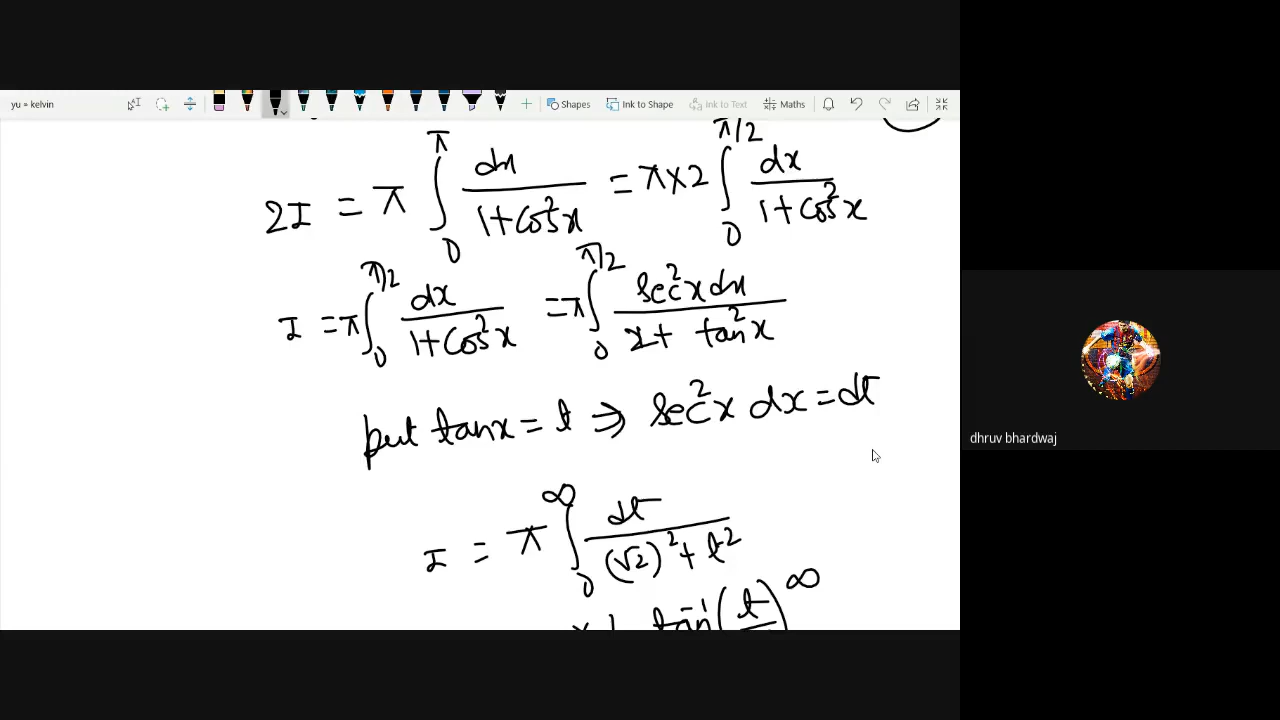 yu » kelvin Shapes Ink to Shape Ink to Text Maths
2I = π ∫₀^π dx/(1+cos²x) = π×2 ∫₀^(π/2) dx/(1+cos²x)
I = π ∫₀^(π/2) dx/(1+cos²x) = π ∫₀^(π/2) sec²x dx/(2+ tan²x)
put tanx = t ⇒ sec²x dx = dt
dhruv bhardwaj
I = π ∫₀^∞ dt/((√2)²+t²)
tan⁻¹(t ∞